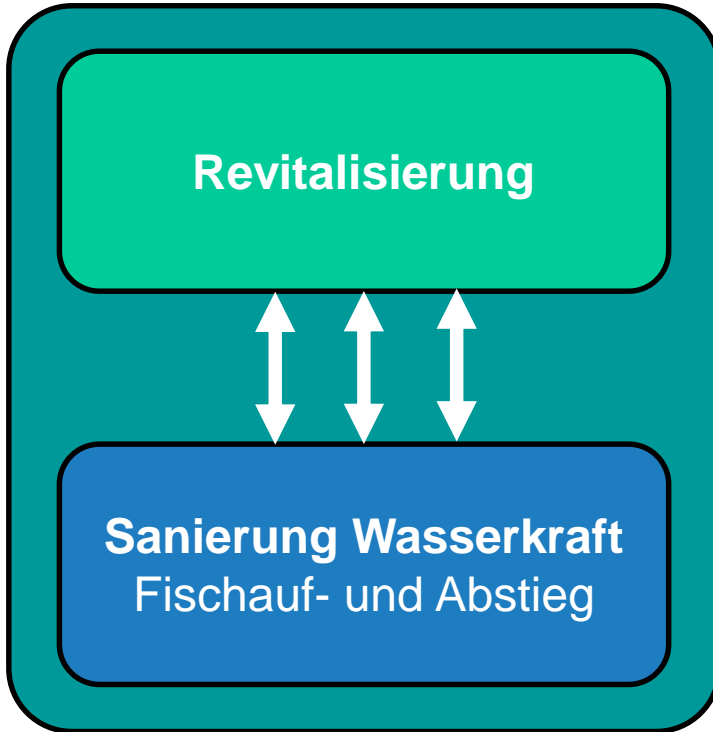 Revitalisierung
Sanierung Wasserkraft
Fischauf- und Abstieg